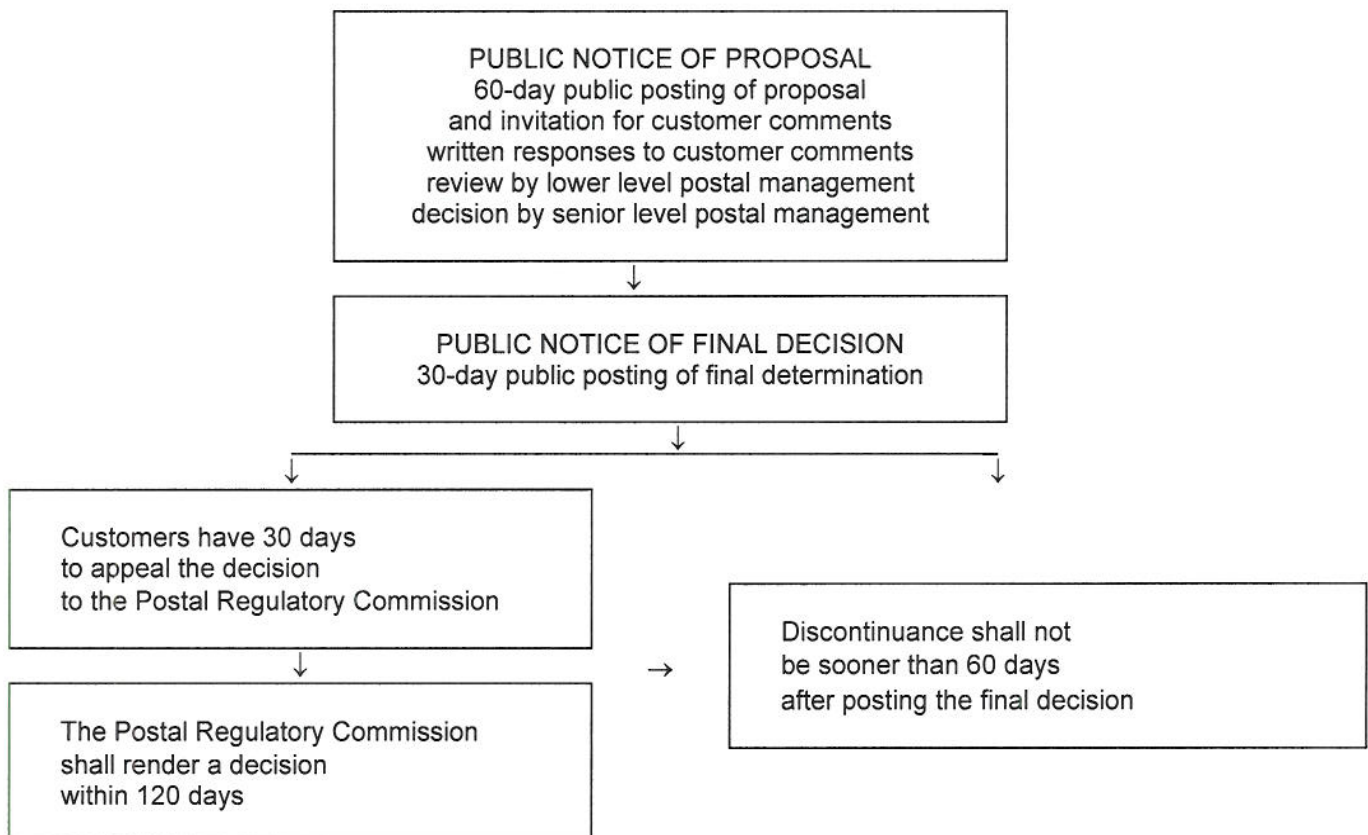 PUBLIC NOTICE OF PROPOSAL
60-day public posting of proposal
and invitation for customer comments
written responses to customer comments
review by lower level postal management
decision by senior level postal management
↓
PUBLIC NOTICE OF FINAL DECISION
30-day public posting of final determination
↓
↓ ↓
Customers have 30 days
to appeal the decision
to the Postal Regulatory Commission
↓
→
Discontinuance shall not
be sooner than 60 days
after posting the final decision
The Postal Regulatory Commission
shall render a decision
within 120 days